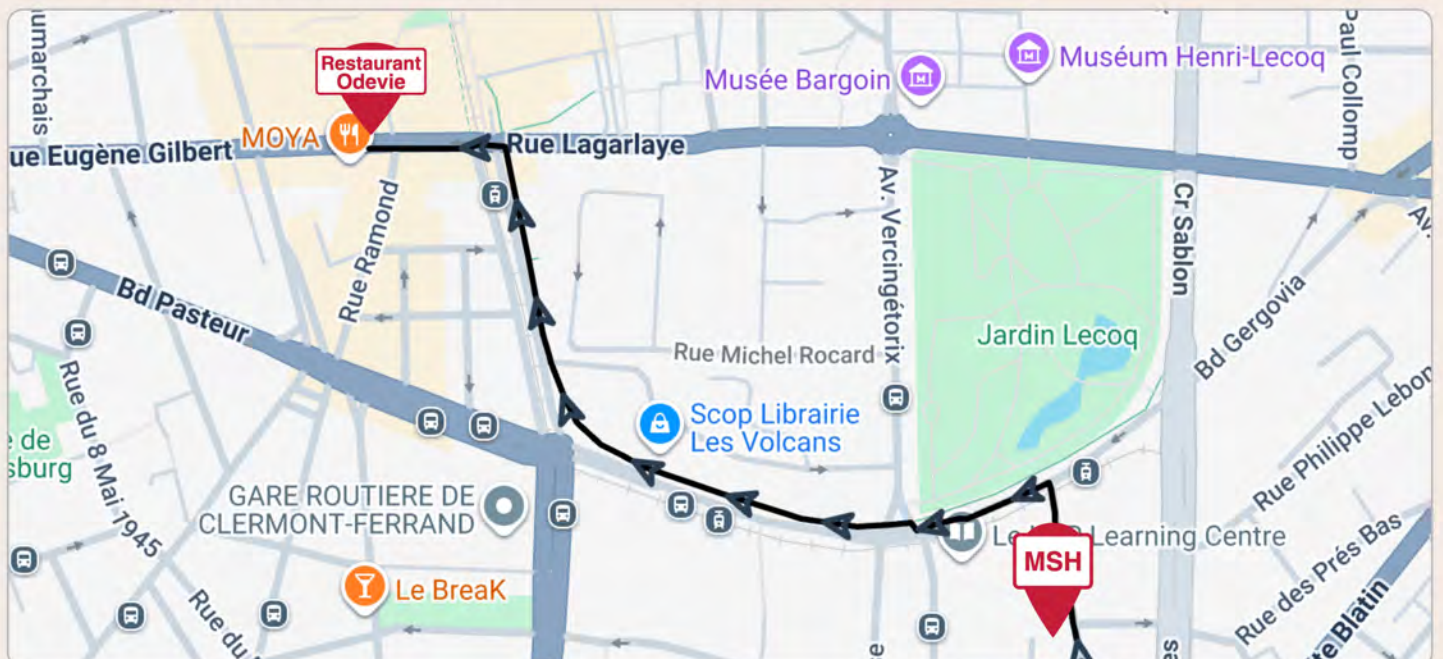 umarchais
Restaurant
Odevie
MOYA
ue Eugène Gilbert
Rue Lagarlaye
Musée Bargoin
Muséum Henri-Lecoq
Paul Collomp
Rue Ramond
Bd Pasteur
Av. Vercingétorix
Cr Sablon
Av.
Bd Gergovia
Jardin Lecoq
Rue Michel Rocard
Scop Librairie
Les Volcans
Rue Philippe Lebon
e de
sburg
Rue du 8 Mai 1945
GARE ROUTIERE DE
CLERMONT-FERRAND
Learning Centre
MSH
Rue des Prés Bas
te Blatin
Le BreaK
Rue du